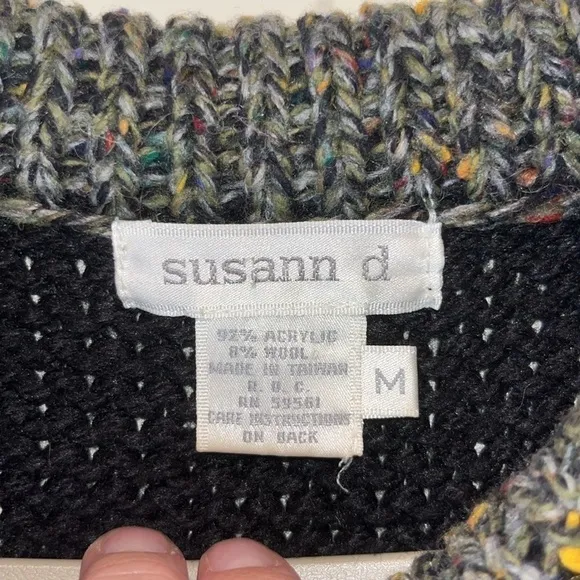 susann d
92% ACRYLIC
8% WOOL
MADE IN TAIWAN
R. O. C.
RN 59561
CARE INSTRUCTIONS
ON BACK
M